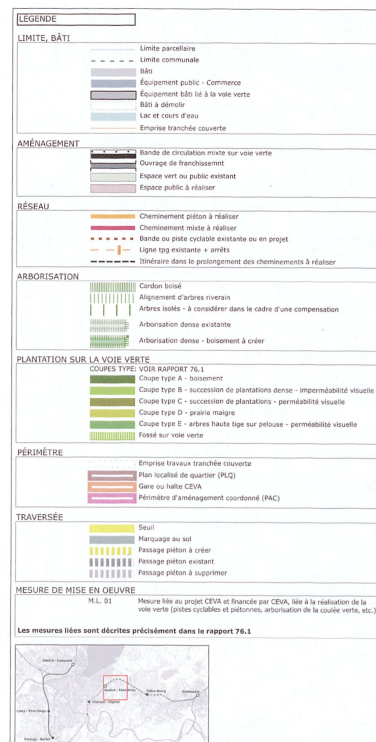 LÉGENDE
LIMITE, BÂTI
Limite parcellaire
Limite communale
Bâti
Équipement public - Commerce
Équipement bâti lié à la voie verte
Bâti à démolir
Lac et cours d'eau
Emprise tranchée couverte
AMÉNAGEMENT
Bande de circulation mixte sur voie verte
Ouvrage de franchissemnt
Espace vert ou public existant
Espace public à réaliser
RÉSEAU
Cheminement piéton à réaliser
Cheminement mixte à réaliser
Bande ou piste cyclable existante ou en projet
Ligne tpg existante + arrêts
Itinéraire dans le prolongement des cheminements à réaliser
ARBORISATION
Cordon boisé
Alignement d'arbres riverain
Arbres isolés - à considérer dans le cadre d'une compensation
Arborisation dense existante
Arborisation dense - boisement à créer
PLANTATION SUR LA VOIE VERTE
COUPES TYPE: VOIR RAPPORT 76.1
Coupe type A - boisement
Coupe type B - succession de plantations dense - imperméabilité visuelle
Coupe type C - succession de plantations - perméabilité visuelle
Coupe type D - prairie maigre
Coupe type E - arbres haute tige sur pelouse - perméabilité visuelle
Fossé sur voie verte
PÉRIMÈTRE
Emprise travaux tranchée couverte
Plan localisé de quartier (PLQ)
Gare ou halte CEVA
Périmètre d'aménagement coordonné (PAC)
TRAVERSÉE
Seuil
Marquage au sol
Passage piéton à créer
Passage piéton existant
Passage piéton à supprimer
MESURE DE MISE EN OEUVRE
M.L. 01 Mesure liée au projet CEVA et financée par CEVA, liée à la réalisation de la
voie verte (pistes cyclables et piétonnes, arborisation de la coulée verte, etc.)
Les mesures liées sont décrites précisément dans le rapport 76.1